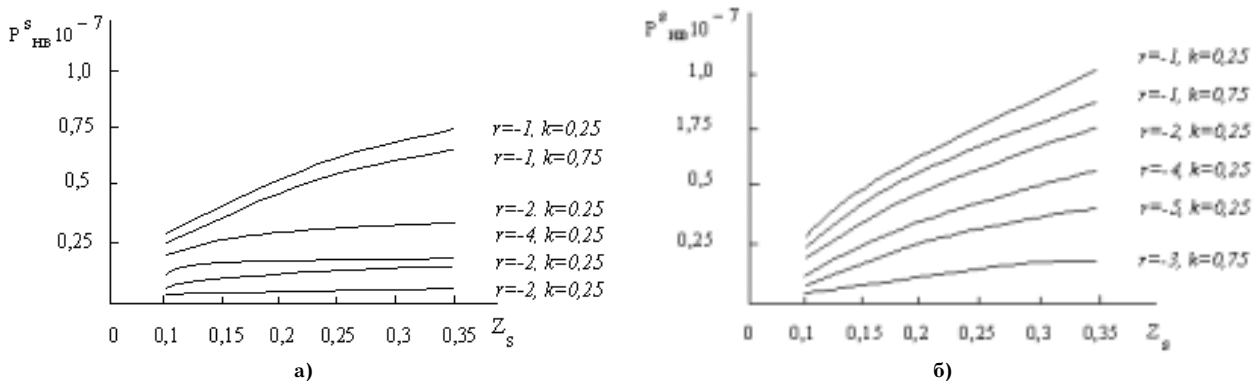 P^s_нв 10^-7
1,0
0,75
0,5
0,25
r=-1, k=0,25
r=-1, k=0,75
r=-2, k=0,25
r=-4, k=0,25
r=-2, k=0,25
r=-2, k=0,25
0 0,1 0,15 0,2 0,25 0,3 0,35 Z_s
а)
P^s_нв 10^-7
1,0
1,75
0,5
0,25
r=-1, k=0,25
r=-1, k=0,75
r=-2, k=0,25
r=-4, k=0,25
r=-5, k=0,25
r=-3, k=0,75
0 0,1 0,15 0,2 0,25 0,3 0,35 Z_s
б)